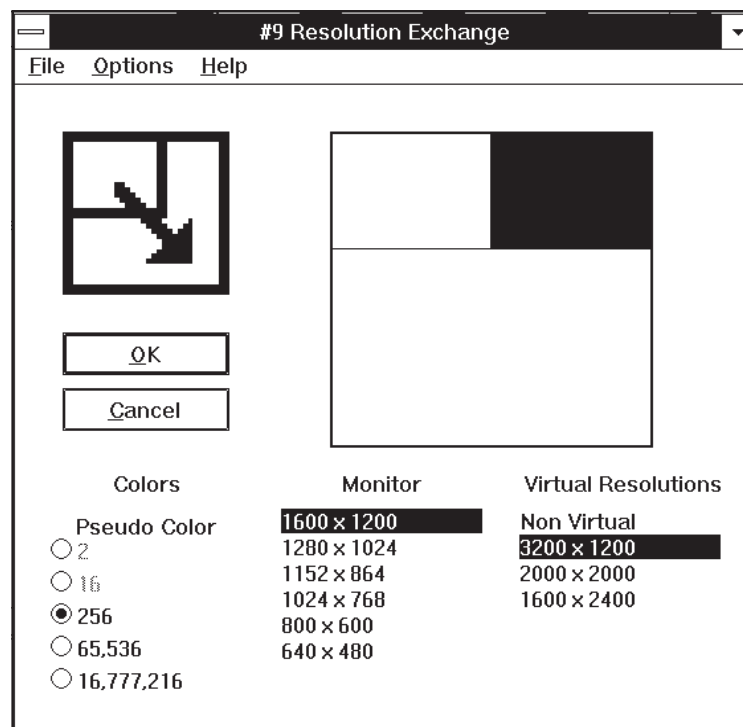 #9 Resolution Exchange
File Options Help
OK
Cancel
Colors
Pseudo Color
2
16
256
65,536
16,777,216
Monitor
1600 x 1200
1280 x 1024
1152 x 864
1024 x 768
800 x 600
640 x 480
Virtual Resolutions
Non Virtual
3200 x 1200
2000 x 2000
1600 x 2400